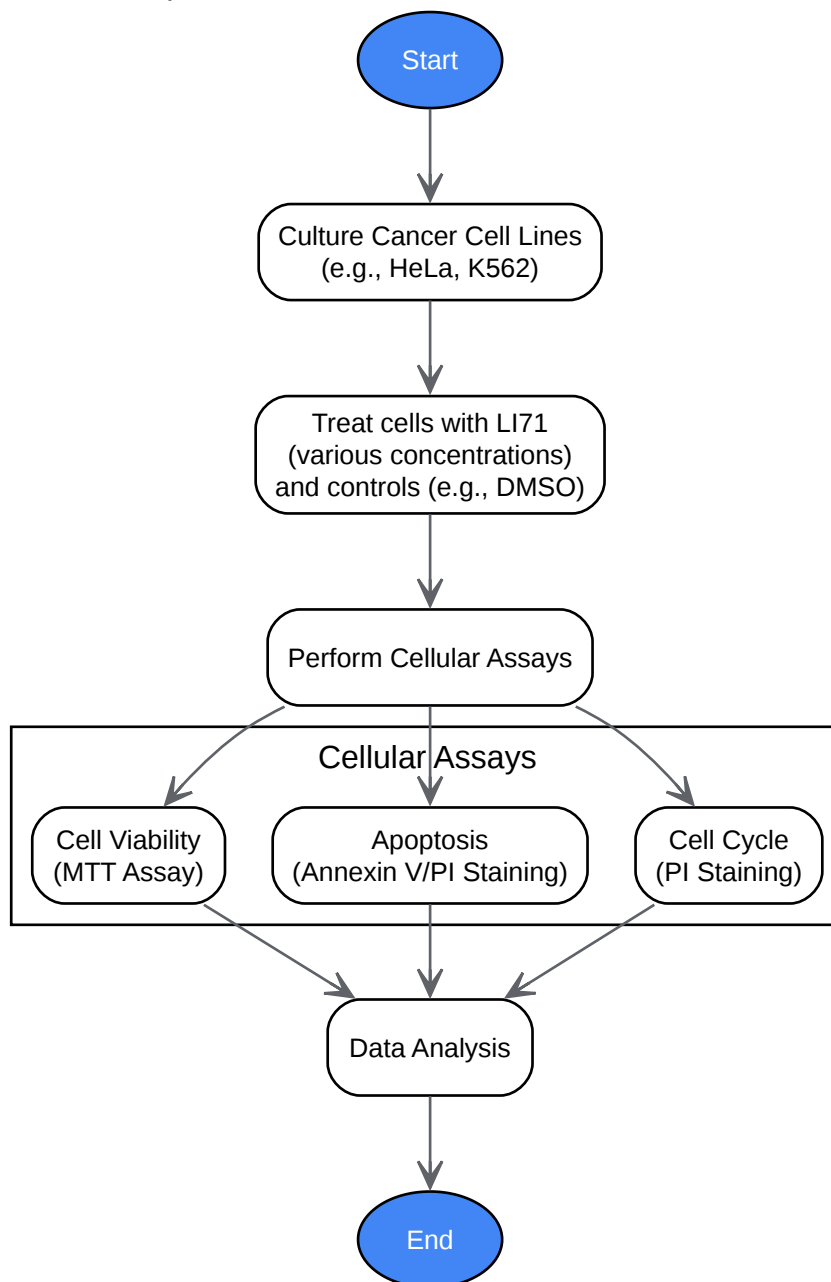 Start
Culture Cancer Cell Lines
(e.g., HeLa, K562)
Treat cells with LI71
(various concentrations)
and controls (e.g., DMSO)
Perform Cellular Assays
Cellular Assays
Cell Viability
(MTT Assay)
Apoptosis
(Annexin V/PI Staining)
Cell Cycle
(PI Staining)
Data Analysis
End